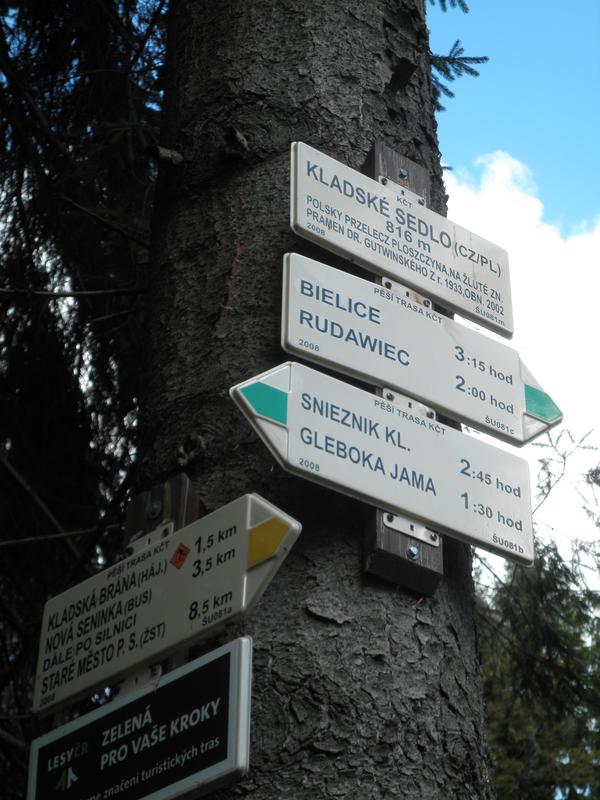 KČT
KLADSKÉ SEDLO (CZ/PL)
816 m
POLSKY PRZELECZ PLOSZCZYNA,NA ŽLUTÉ ZN.
PRAMEN DR. GUTWINSKÉHO Z r. 1933,OBN. 2002
2008
ŠU081m
PĚŠÍ TRASA KČT
BIELICE 3:15 hod
RUDAWIEC 2:00 hod
2008
ŠU081c
PĚŠÍ TRASA KČT
SNIEZNIK KL. 2:45 hod
GLEBOKA JAMA 1:30 hod
2008
ŠU081b
PĚŠÍ TRASA KČT
KLADSKÁ BRÁNA (HÁJ.) 1,5 km
NOVÁ SENINKA (BUS) 3,5 km
DÁLE PO SILNICI
STARÉ MĚSTO P. S. (ŽST) 8,5 km
2008
ŠU081a
LESY ČR
ZELENÁ
PRO VAŠE KROKY
značení turistických tras